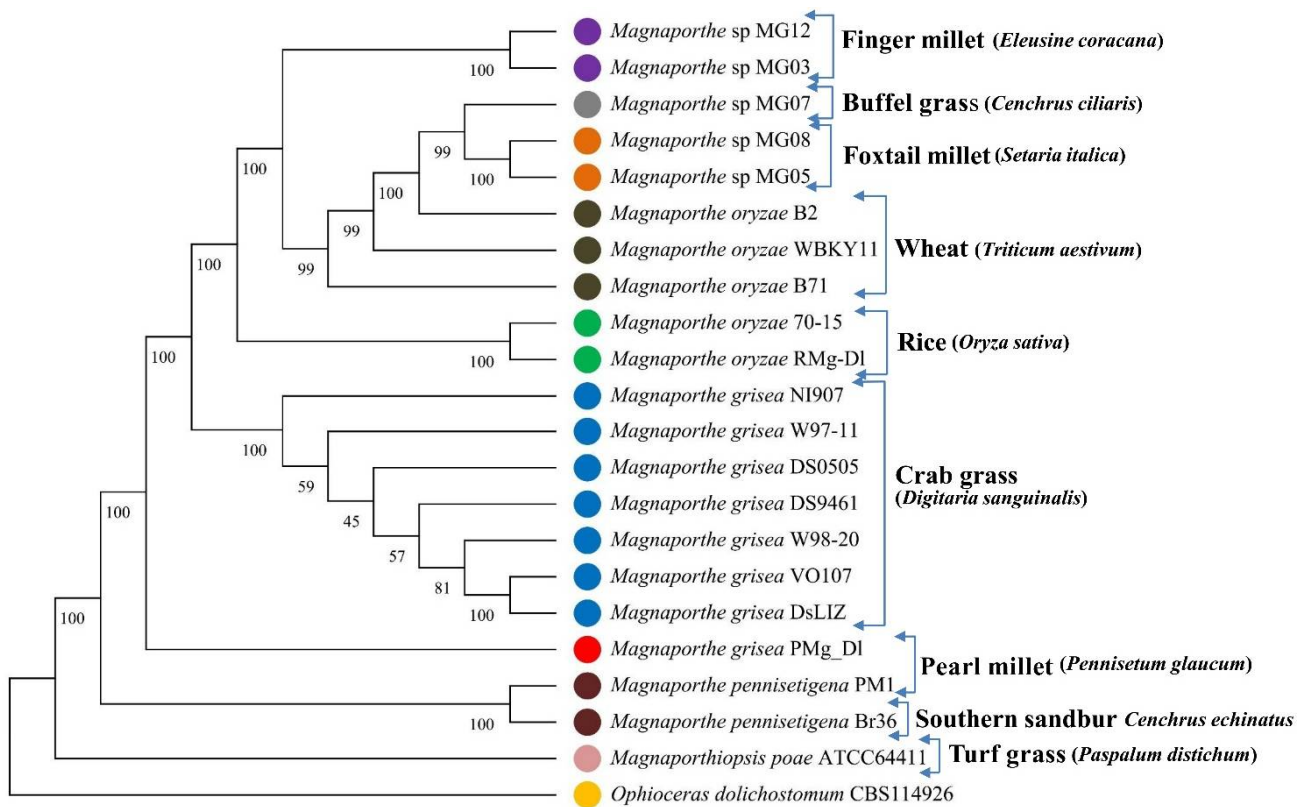 Magnaporthe sp MG12
Magnaporthe sp MG03
Finger millet (Eleusine coracana)
100
Magnaporthe sp MG07
Buffel grass (Cenchrus ciliaris)
Magnaporthe sp MG08
Magnaporthe sp MG05
Foxtail millet (Setaria italica)
99
100
100
100
Magnaporthe oryzae B2
Magnaporthe oryzae WBKY11
Magnaporthe oryzae B71
Wheat (Triticum aestivum)
99
99
100
Magnaporthe oryzae 70-15
Magnaporthe oryzae RMg-Dl
Rice (Oryza sativa)
100
100
Magnaporthe grisea NI907
Magnaporthe grisea W97-11
Magnaporthe grisea DS0505
Magnaporthe grisea DS9461
Magnaporthe grisea W98-20
Magnaporthe grisea VO107
Magnaporthe grisea DsLIZ
Crab grass
(Digitaria sanguinalis)
100
59
45
57
81
100
100
Magnaporthe grisea PMg_Dl
Magnaporthe pennisetigena PM1
Pearl millet (Pennisetum glaucum)
100
Magnaporthe pennisetigena Br36
Southern sandbur Cenchrus echinatus
100
Magnaporthiopsis poae ATCC64411
Turf grass (Paspalum distichum)
Ophioceras dolichostomum CBS114926